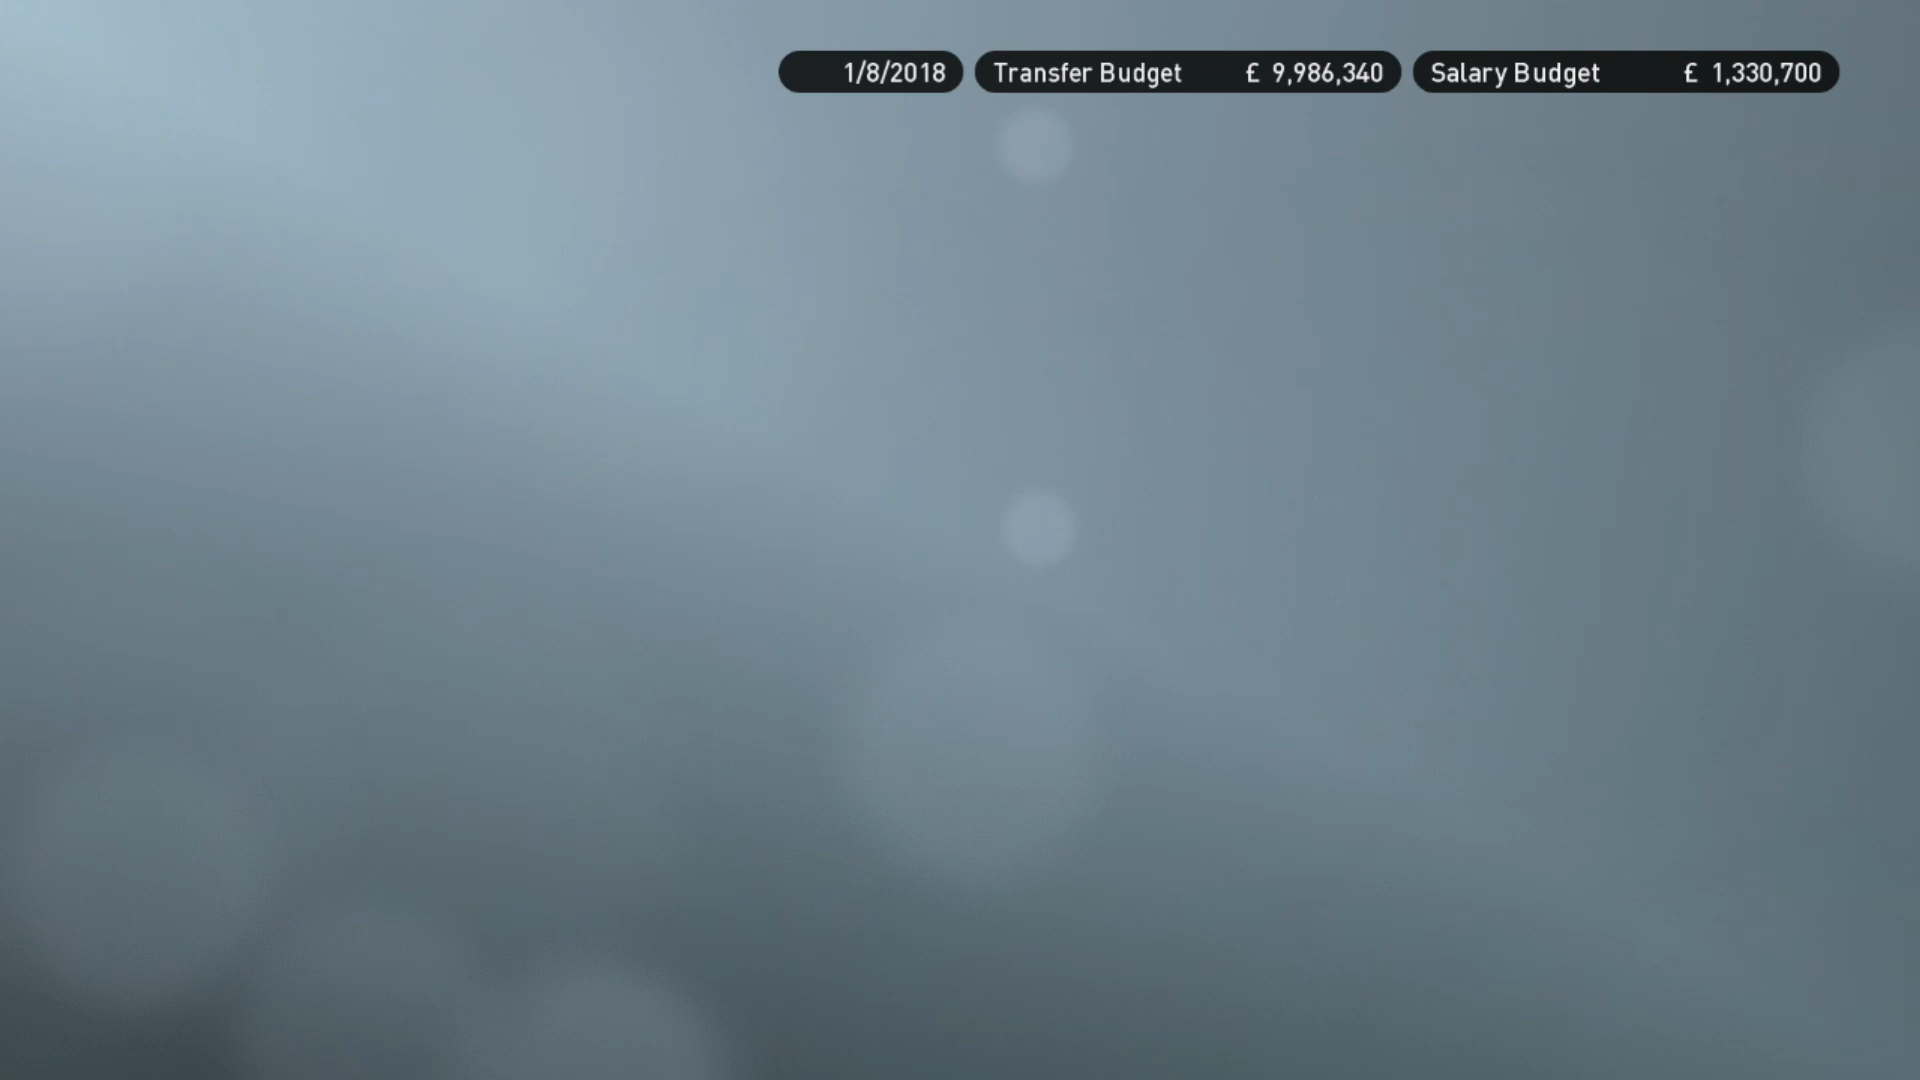 1/8/2018 Transfer Budget £ 9,986,340 Salary Budget £ 1,330,700